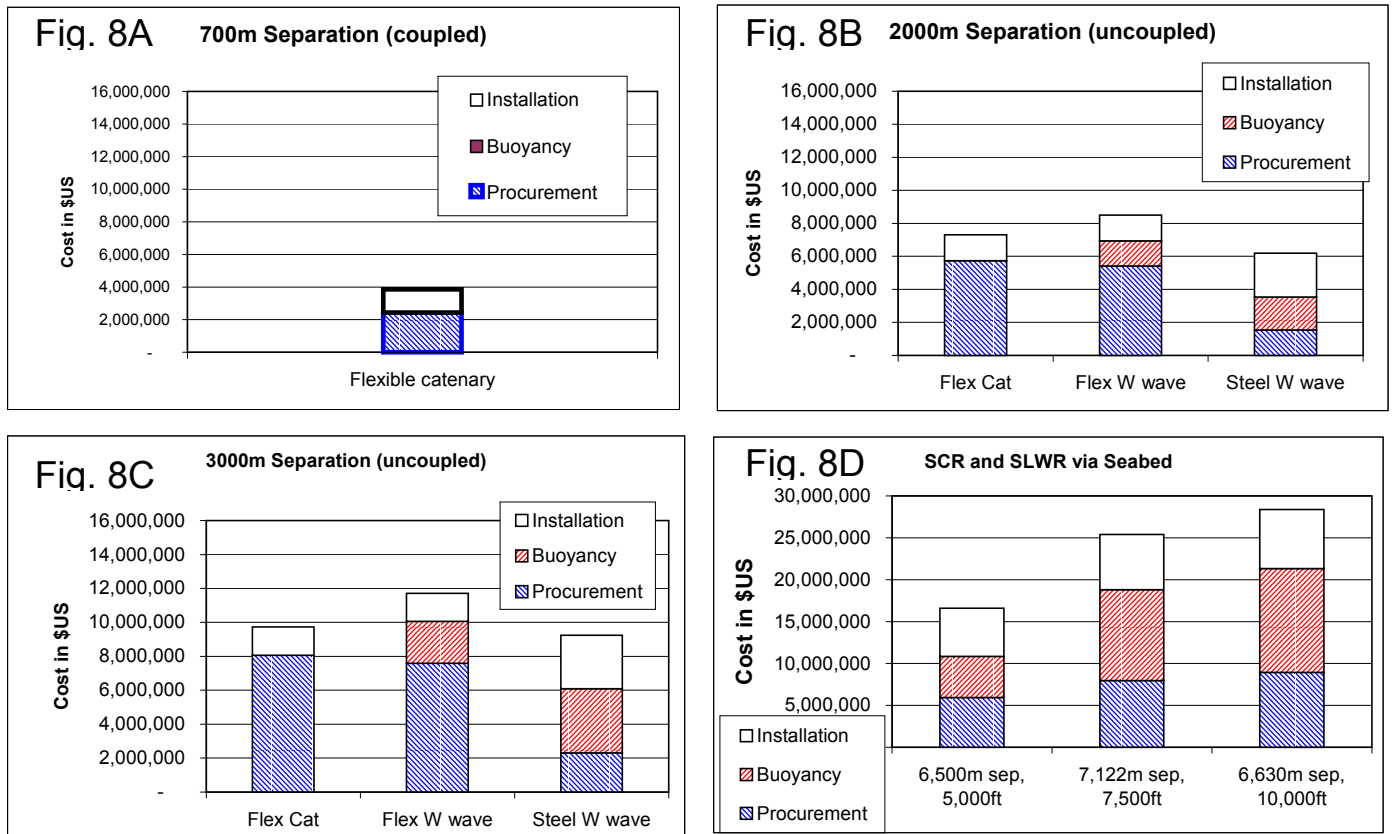 Fig. 8A
700m Separation (coupled)
Installation
Buoyancy
Procurement
Cost in $US
16,000,000
14,000,000
12,000,000
10,000,000
8,000,000
6,000,000
4,000,000
2,000,000
-
Flexible catenary
Fig. 8B
2000m Separation (uncoupled)
Installation
Buoyancy
Procurement
Cost in $US
16,000,000
14,000,000
12,000,000
10,000,000
8,000,000
6,000,000
4,000,000
2,000,000
-
Flex Cat
Flex W wave
Steel W wave
Fig. 8C
3000m Separation (uncoupled)
Installation
Buoyancy
Procurement
Cost in $US
16,000,000
14,000,000
12,000,000
10,000,000
8,000,000
6,000,000
4,000,000
2,000,000
-
Flex Cat
Flex W wave
Steel W wave
Fig. 8D
SCR and SLWR via Seabed
Cost in $US
30,000,000
25,000,000
20,000,000
15,000,000
10,000,000
5,000,000
Installation
Buoyancy
Procurement
6,500m sep,
5,000ft
7,122m sep,
7,500ft
6,630m sep,
10,000ft